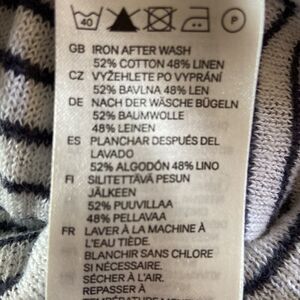 40 P
GB IRON AFTER WASH
52% COTTON 48% LINEN
CZ VYŽEHLETE PO VYPRÁNÍ
52% BAVLNA 48% LEN
DE NACH DER WÄSCHE BÜGELN
52% BAUMWOLLE
48% LEINEN
ES PLANCHAR DESPUÉS DEL
LAVADO
52% ALGODÓN 48% LINO
FI SILITETTÄVÄ PESUN
JÄLKEEN
52% PUUVILLAA
48% PELLAVAA
FR LAVER À LA MACHINE À
L'EAU TIÈDE.
BLANCHIR SANS CHLORE
SI NÉCESSAIRE.
SÉCHER À L'AIR.
REPASSER À